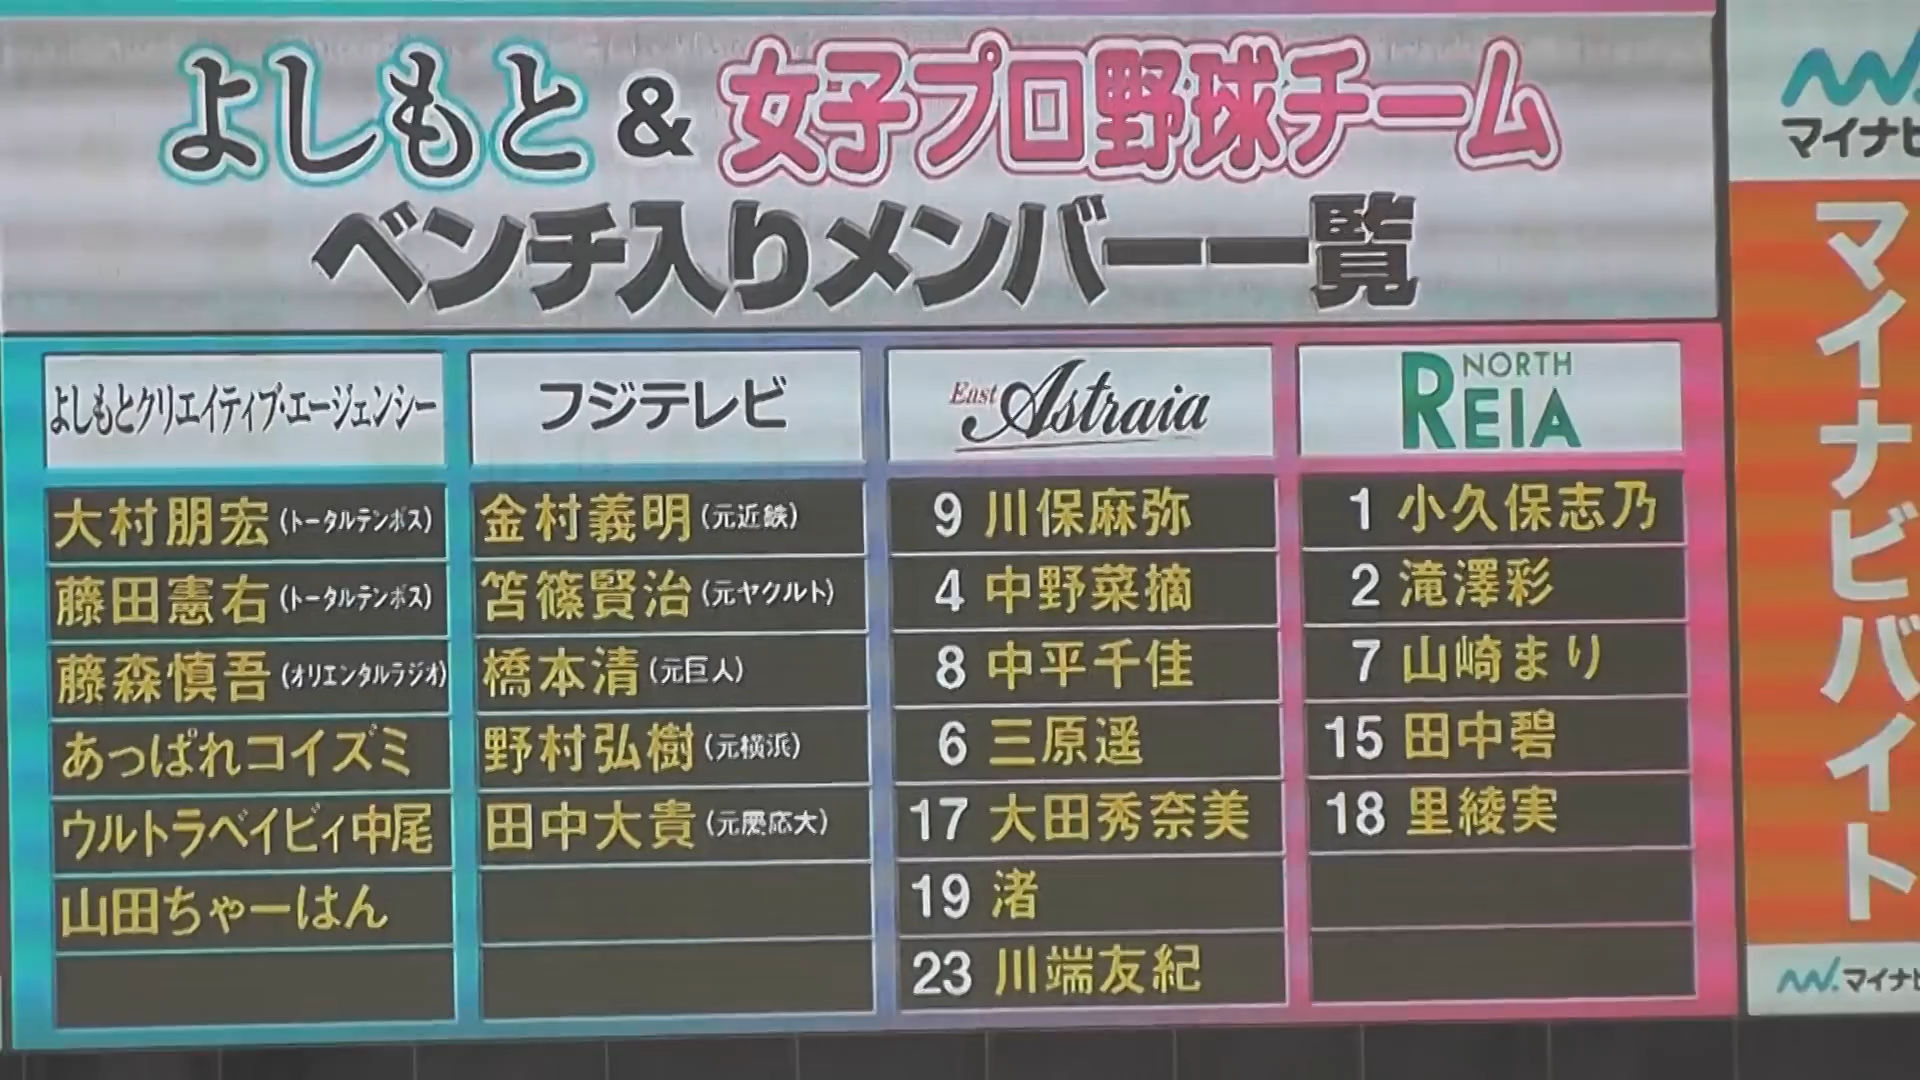 よしもと & 女子プロ野球チーム
ベンチ入りメンバー一覧
よしもとクリエイティブ・エージェンシー
大村朋宏(トータルテンボス)
藤田憲右(トータルテンボス)
藤森慎吾(オリエンタルラジオ)
あっぱれコイズミ
ウルトラベイビィ中尾
山田ちゃーはん
フジテレビ
金村義明(元近鉄)
笘篠賢治(元ヤクルト)
橋本清(元巨人)
野村弘樹(元横浜)
田中大貴(元慶応大)
East Astraia
9 川保麻弥
4 中野菜摘
8 中平千佳
6 三原遥
17 大田秀奈美
19 渚
23 川端友紀
NORTH
REIA
1 小久保志乃
2 滝澤彩
7 山崎まり
15 田中碧
18 里綾実
マイナビ
マイナビバイト
マイナビ